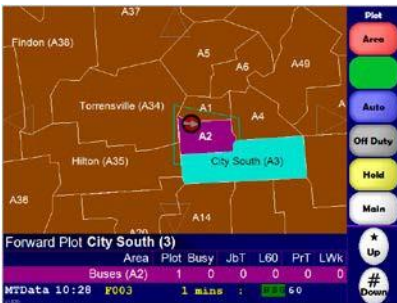 A37
Plot
Findon (A38)
Area
A5
A6
A49
Torrensville (A34)
A1
A4
A
Auto
A2
Off Duty
Hilton (A35)
City South (A3)
Hold
A36
A14
Main
Forward Plot City South (3)
Area Plot Busy JbT L60 PrT LWk
Up
Buses (A2) 1 0 0 0 0 0
MTData 10:28 F003 1 mins : 60
# Down